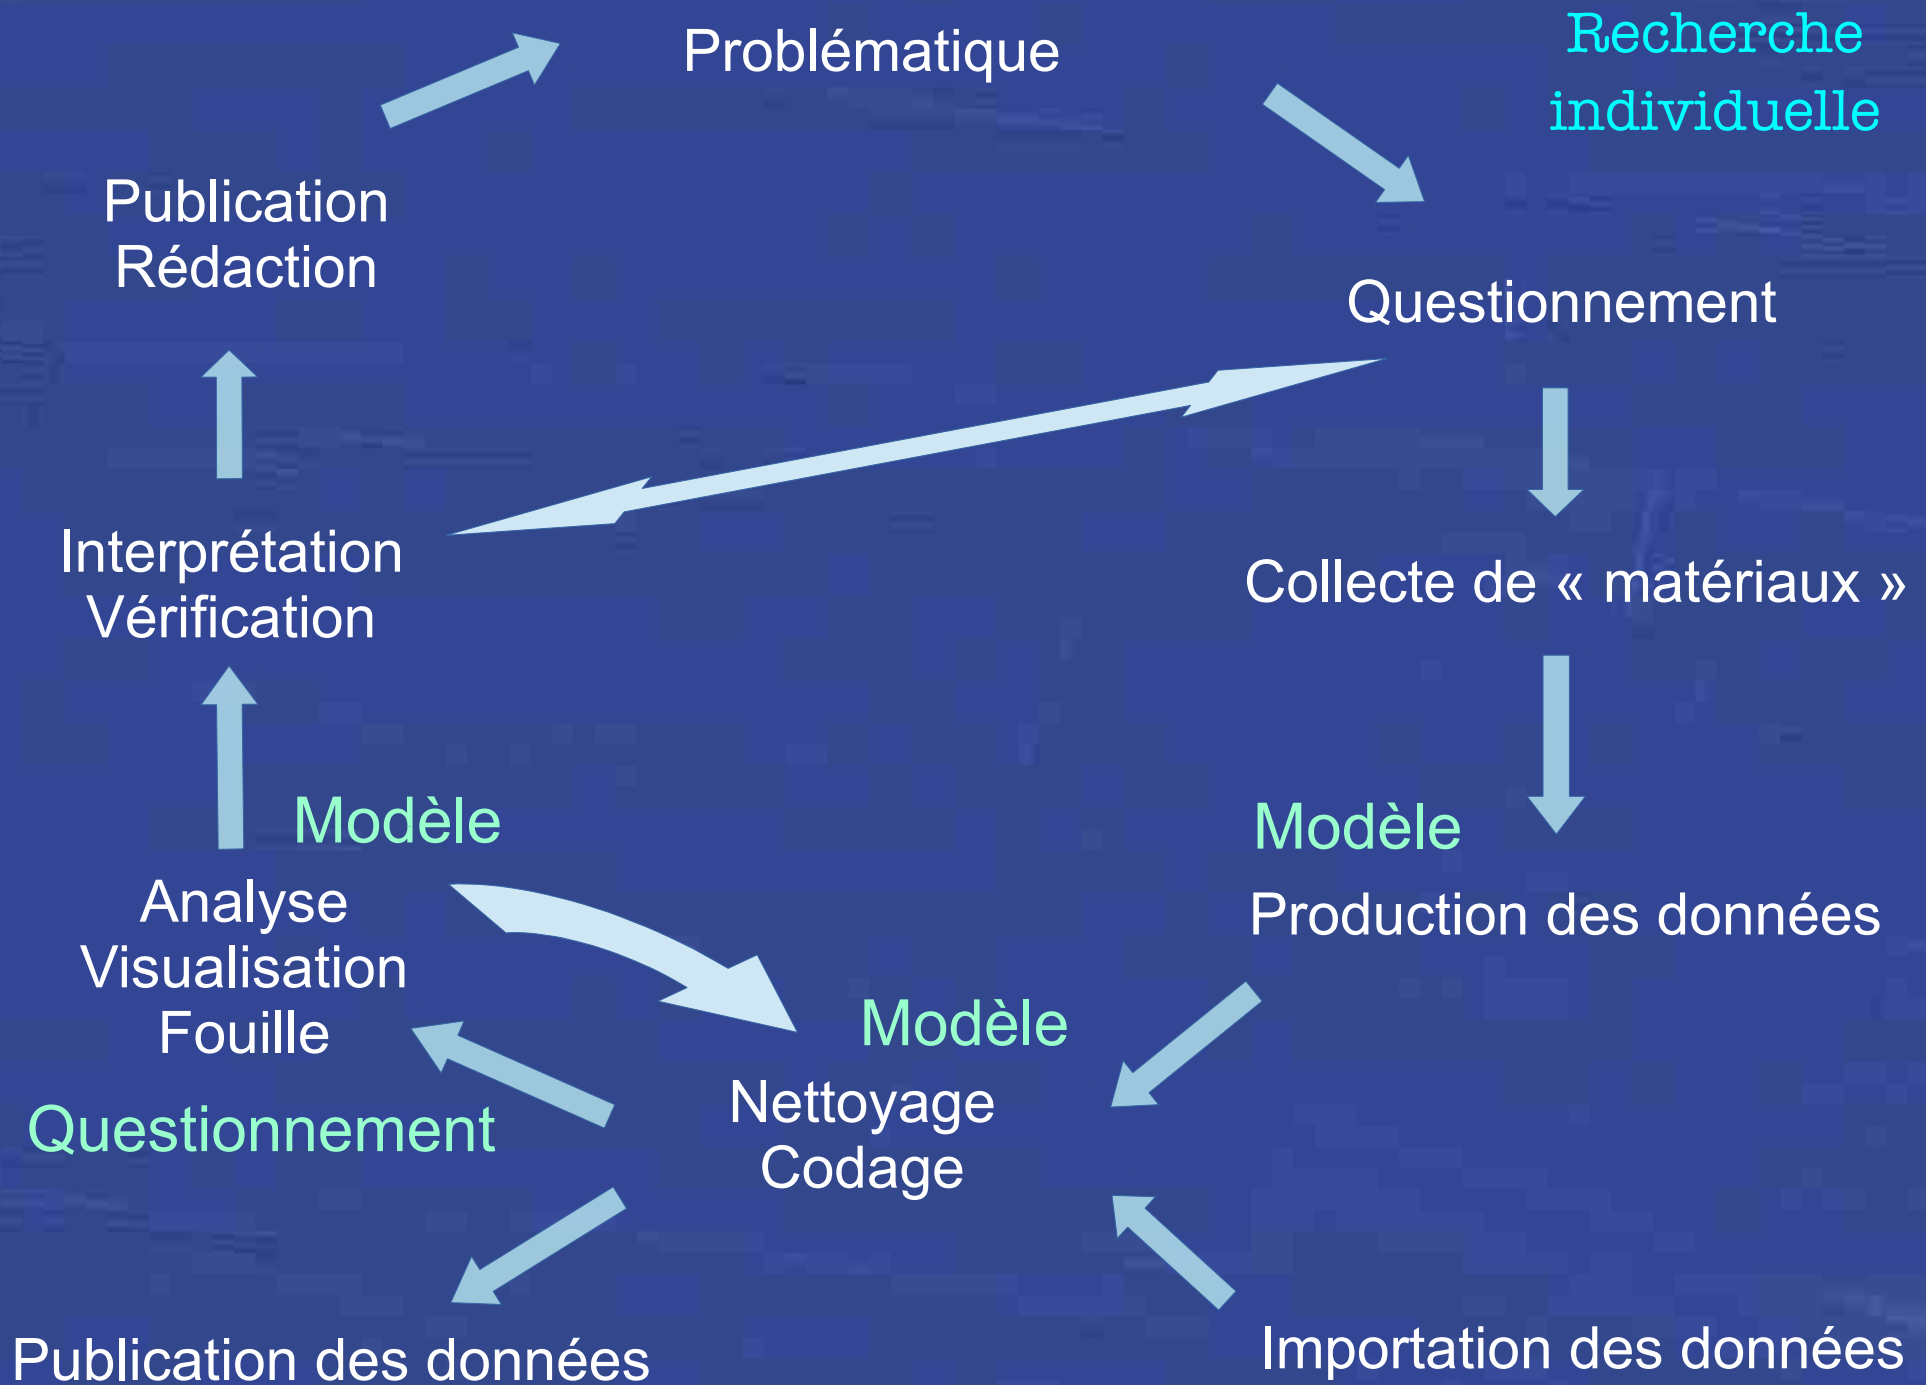 Problématique
Recherche
individuelle
Publication
Rédaction
Questionnement
Interprétation
Vérification
Collecte de « matériaux »
Modèle
Modèle
Analyse
Visualisation
Fouille
Production des données
Modèle
Nettoyage
Codage
Questionnement
Publication des données
Importation des données